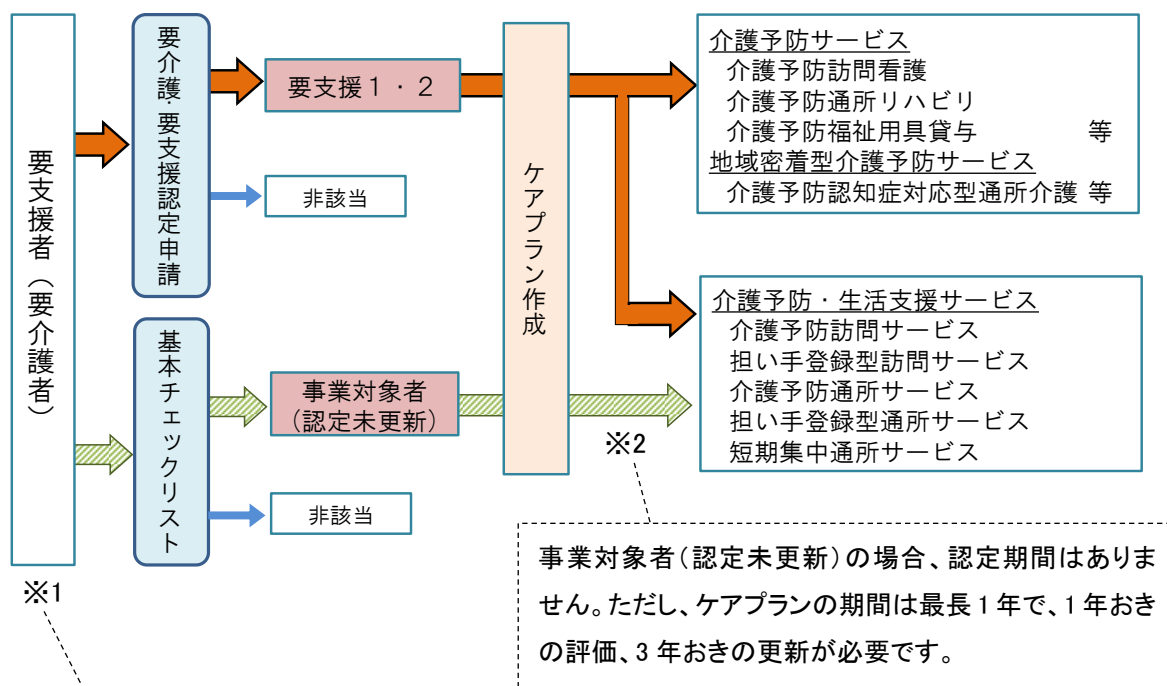 要支援者（要介護者）
要介護・要支援認定申請
要支援１・２
非該当
基本チェックリスト
事業対象者
（認定未更新）
非該当
ケアプラン作成
介護予防サービス
介護予防訪問看護
介護予防通所リハビリ
介護予防福祉用具貸与　　　　等
地域密着型介護予防サービス
介護予防認知症対応型通所介護 等
介護予防・生活支援サービス
介護予防訪問サービス
担い手登録型訪問サービス
介護予防通所サービス
担い手登録型通所サービス
短期集中通所サービス
※1
※2
事業対象者（認定未更新）の場合、認定期間はありま
せん。ただし、ケアプランの期間は最長 1 年で、1 年おき
の評価、3 年おきの更新が必要です。